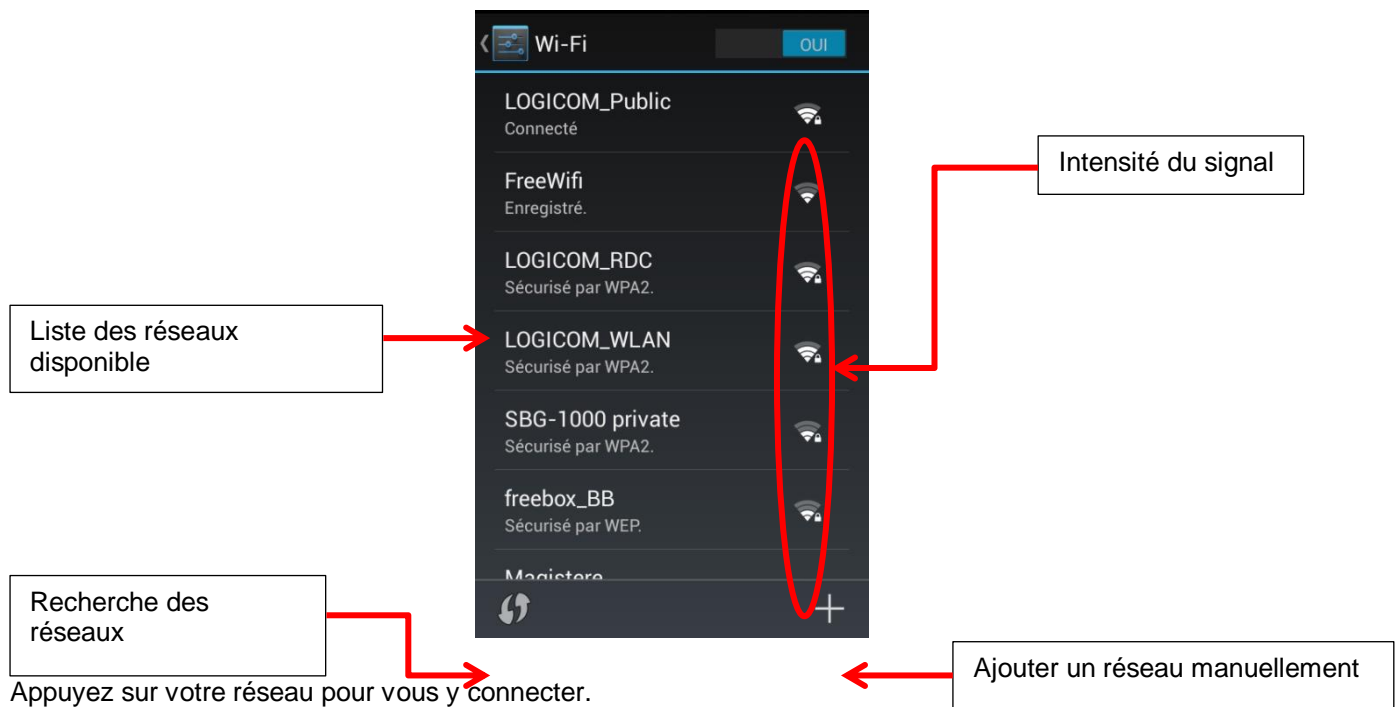 Wi-Fi
OUI
LOGICOM_Public
Connecté
FreeWifi
Enregistré.
LOGICOM_RDC
Sécurisé par WPA2.
LOGICOM_WLAN
Sécurisé par WPA2.
SBG-1000 private
Sécurisé par WPA2.
freebox_BB
Sécurisé par WEP.
Magistere
Intensité du signal
Liste des réseaux
disponible
Recherche des
réseaux
Ajouter un réseau manuellement
Appuyez sur votre réseau pour vous y connecter.